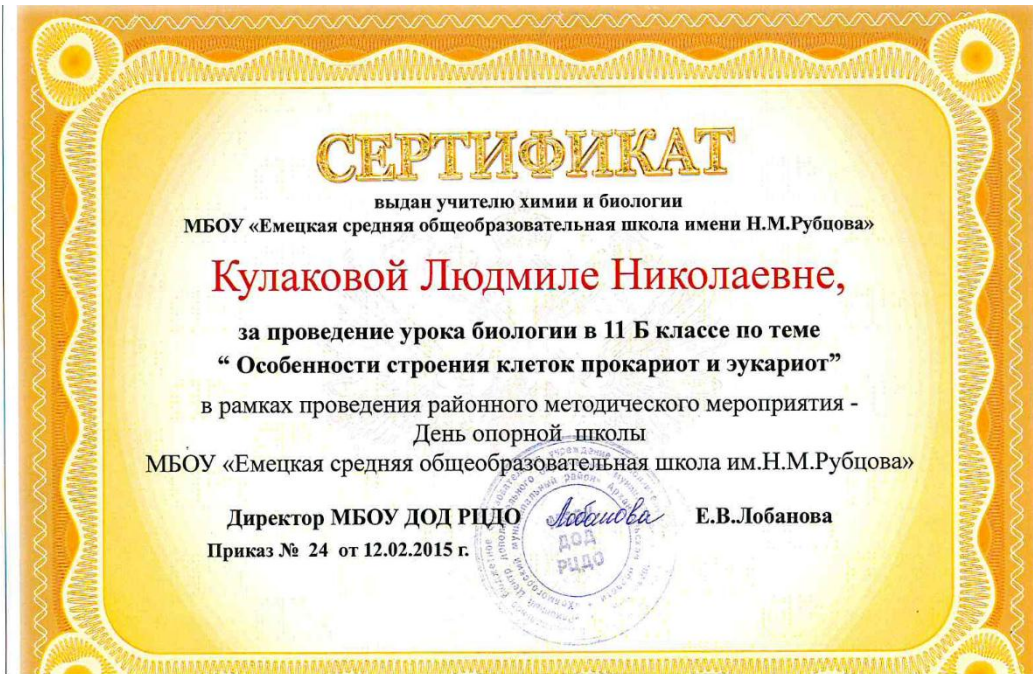 СЕРТИФИКАТ
выдан учителю химии и биологии
МБОУ «Емецкая средняя общеобразовательная школа имени Н.М.Рубцова»
Кулаковой Людмиле Николаевне,
за проведение урока биологии в 11 Б классе по теме
“ Особенности строения клеток прокариот и эукариот”
в рамках проведения районного методического мероприятия -
День опорной школы
МБОУ «Емецкая средняя общеобразовательная школа им.Н.М.Рубцова»
Директор МБОУ ДОД РЦДО Лобанова Е.В.Лобанова
Приказ № 24 от 12.02.2015 г.
ДОД
РЦДО